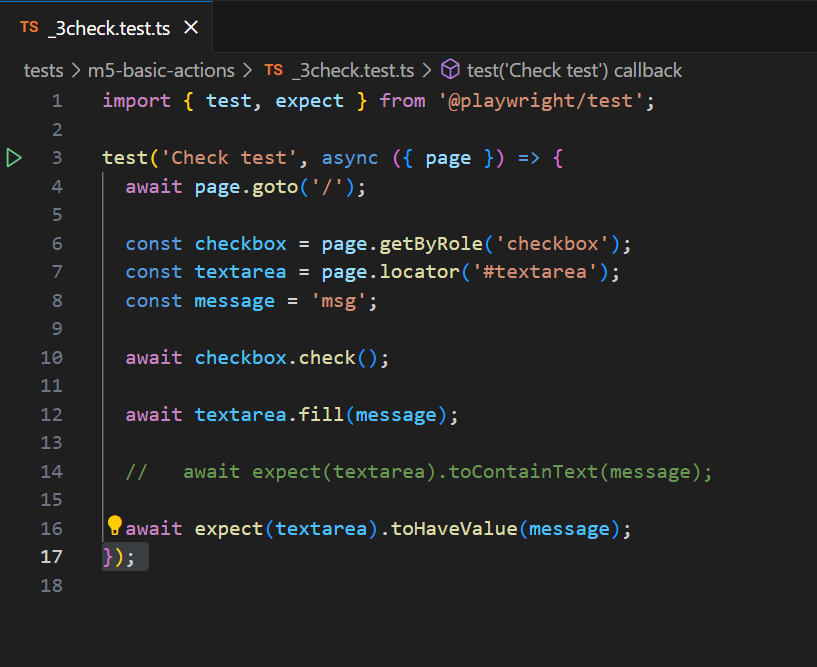 TS _3check.test.ts ×
tests > m5-basic-actions > TS _3check.test.ts > test('Check test') callback
1 import { test, expect } from '@playwright/test';
2
3 test('Check test', async ({ page }) => {
4 await page.goto('/');
5
6 const checkbox = page.getByRole('checkbox');
7 const textarea = page.locator('#textarea');
8 const message = 'msg';
9
10 await checkbox.check();
11
12 await textarea.fill(message);
13
14 //   await expect(textarea).toContainText(message);
15
16 await expect(textarea).toHaveValue(message);
17 });
18